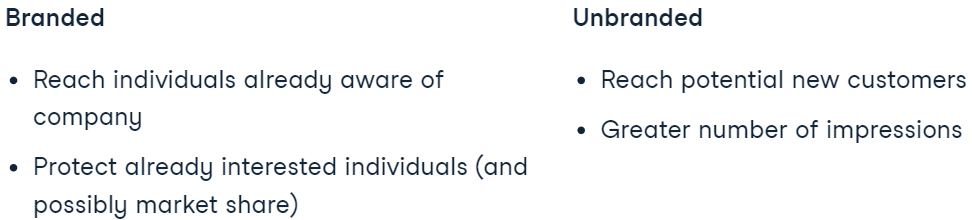 Branded
• Reach individuals already aware of
company
• Protect already interested individuals (and
possibly market share)
Unbranded
• Reach potential new customers
• Greater number of impressions